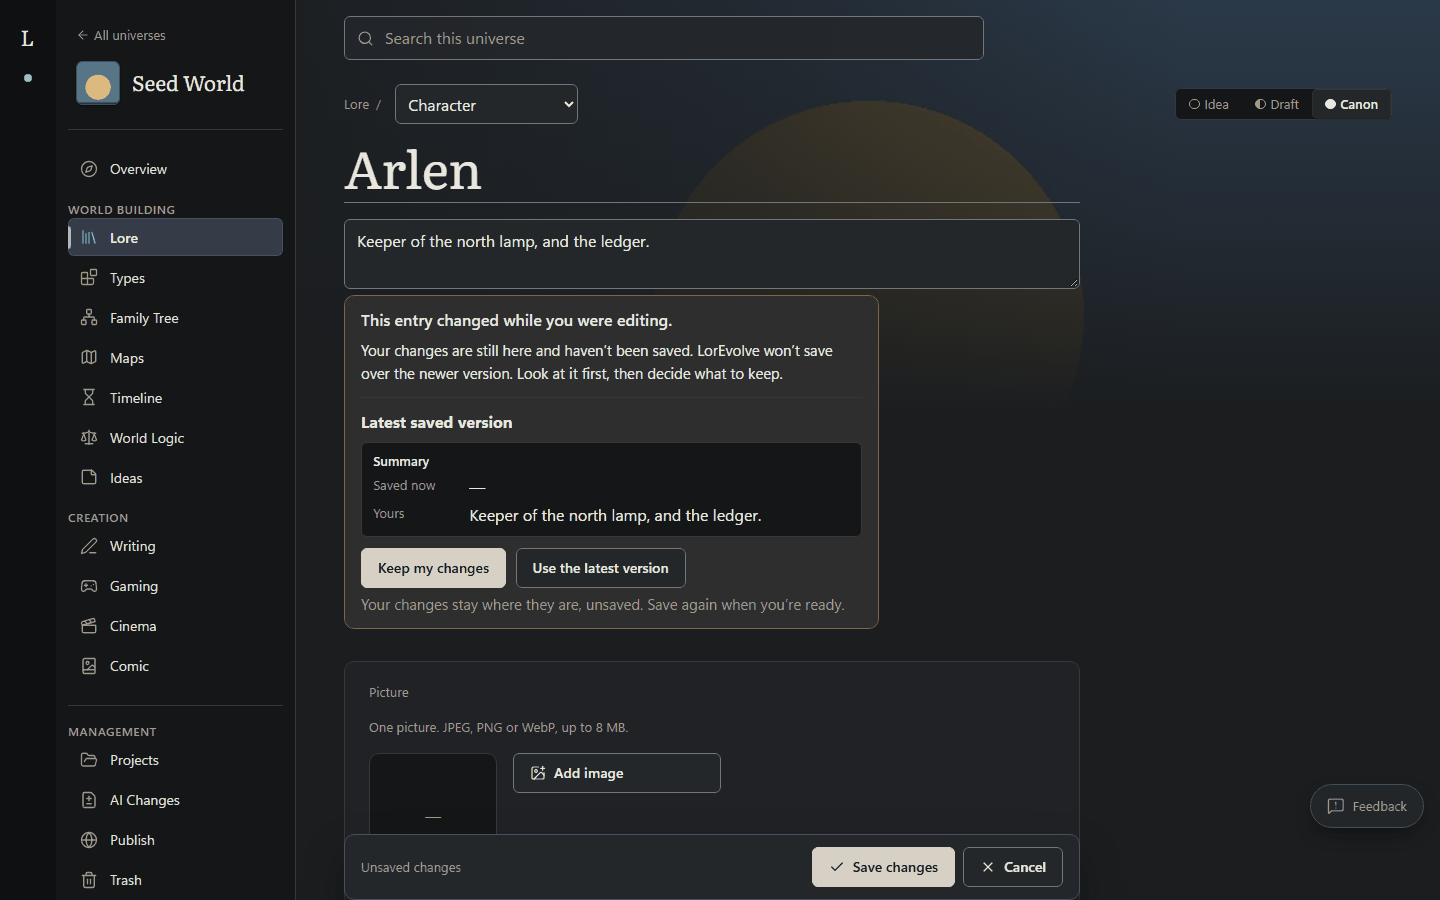 L
All universes
Seed World
Overview
WORLD BUILDING
Lore
Types
Family Tree
Maps
Timeline
World Logic
Ideas
CREATION
Writing
Gaming
Cinema
Comic
MANAGEMENT
Projects
AI Changes
Publish
Trash
Search this universe
Lore / Character
Idea Draft Canon
Arlen
Keeper of the north lamp, and the ledger.
This entry changed while you were editing.
Your changes are still here and haven’t been saved. LorEvolve won’t save
over the newer version. Look at it first, then decide what to keep.
Latest saved version
Summary
Saved now —
Yours Keeper of the north lamp, and the ledger.
Keep my changes Use the latest version
Your changes stay where they are, unsaved. Save again when you’re ready.
Picture
One picture. JPEG, PNG or WebP, up to 8 MB.
— Add image
Feedback
Unsaved changes Save changes Cancel